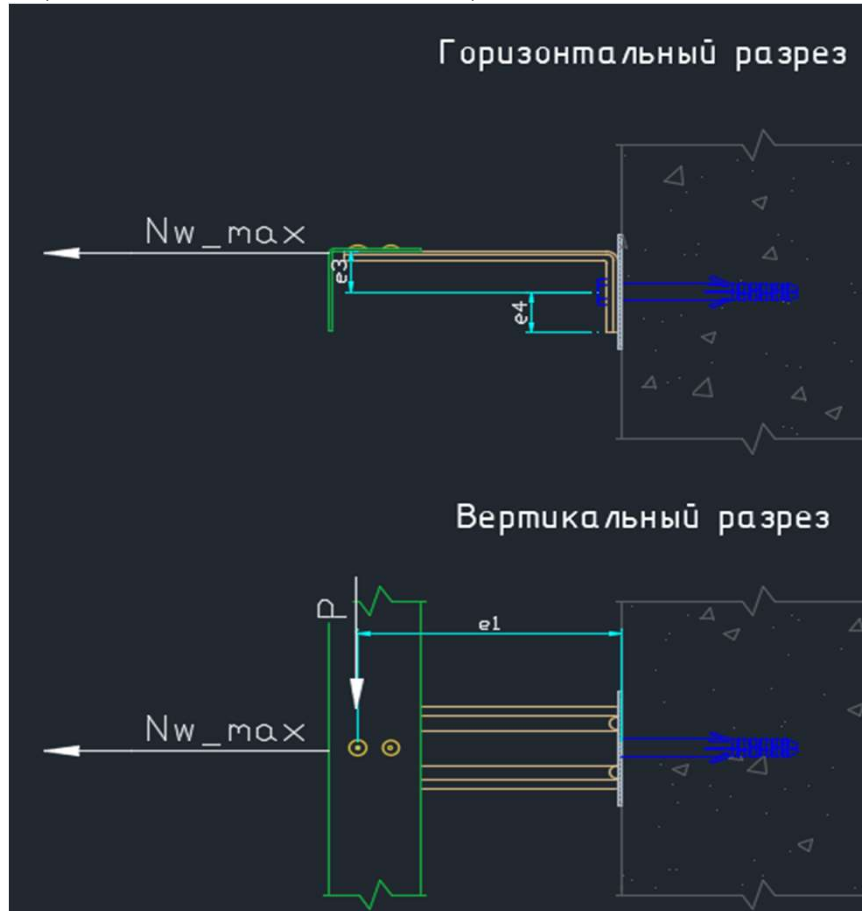 Горизонтальный разрез
Nw_max
e3
e4
Вертикальный разрез
P
e1
Nw_max